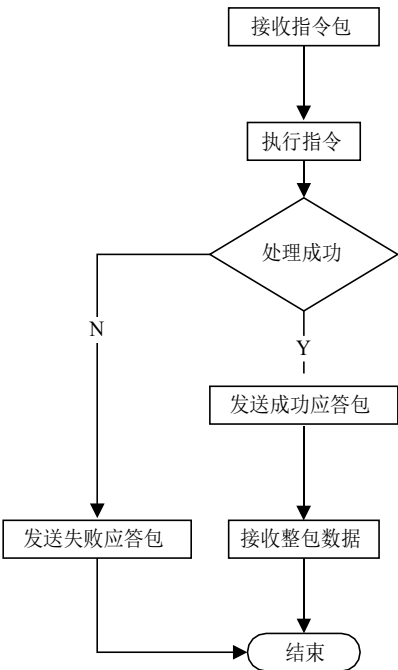 接收指令包
执行指令
处理成功
N
Y
发送成功应答包
发送失败应答包
接收整包数据
结束